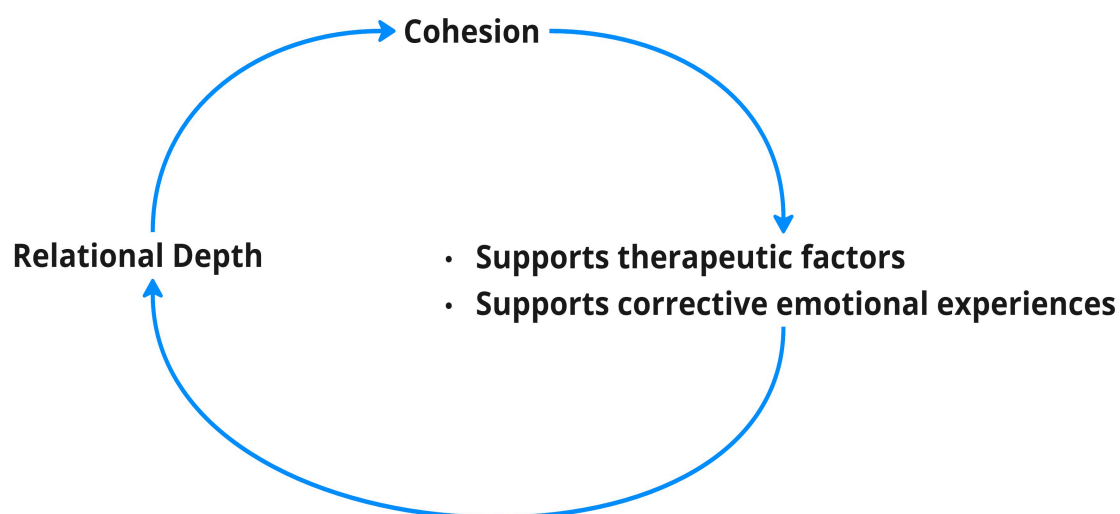 Cohesion
Relational Depth
• Supports therapeutic factors
• Supports corrective emotional experiences